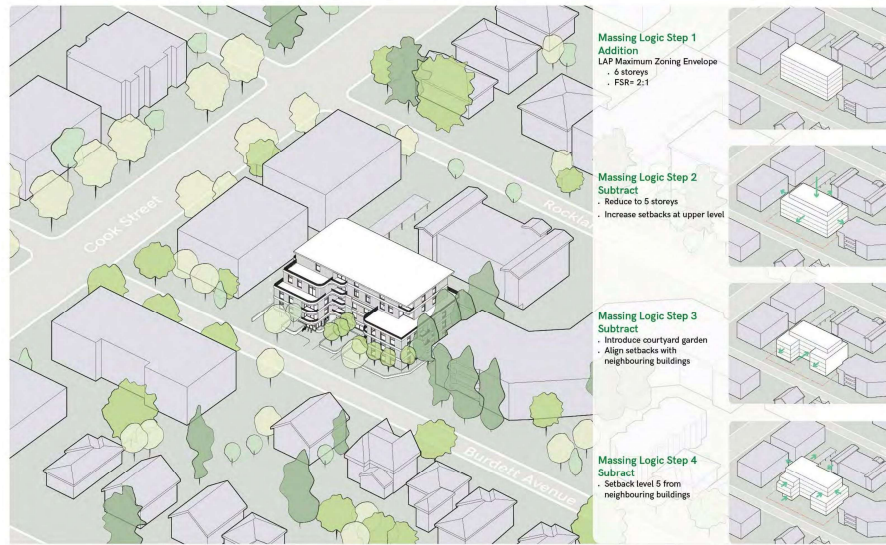 Cook Street
Rockla
Burdett Avenue
Massing Logic Step 1
Addition
LAP Maximum Zoning Envelope
• 6 storeys
• FSR= 2:1
Massing Logic Step 2
Subtract
• Reduce to 5 storeys
• Increase setbacks at upper level
Massing Logic Step 3
Subtract
• Introduce courtyard garden
• Align setbacks with
neighbouring buildings
Massing Logic Step 4
Subract
• Setback level 5 from
neighbouring buildings